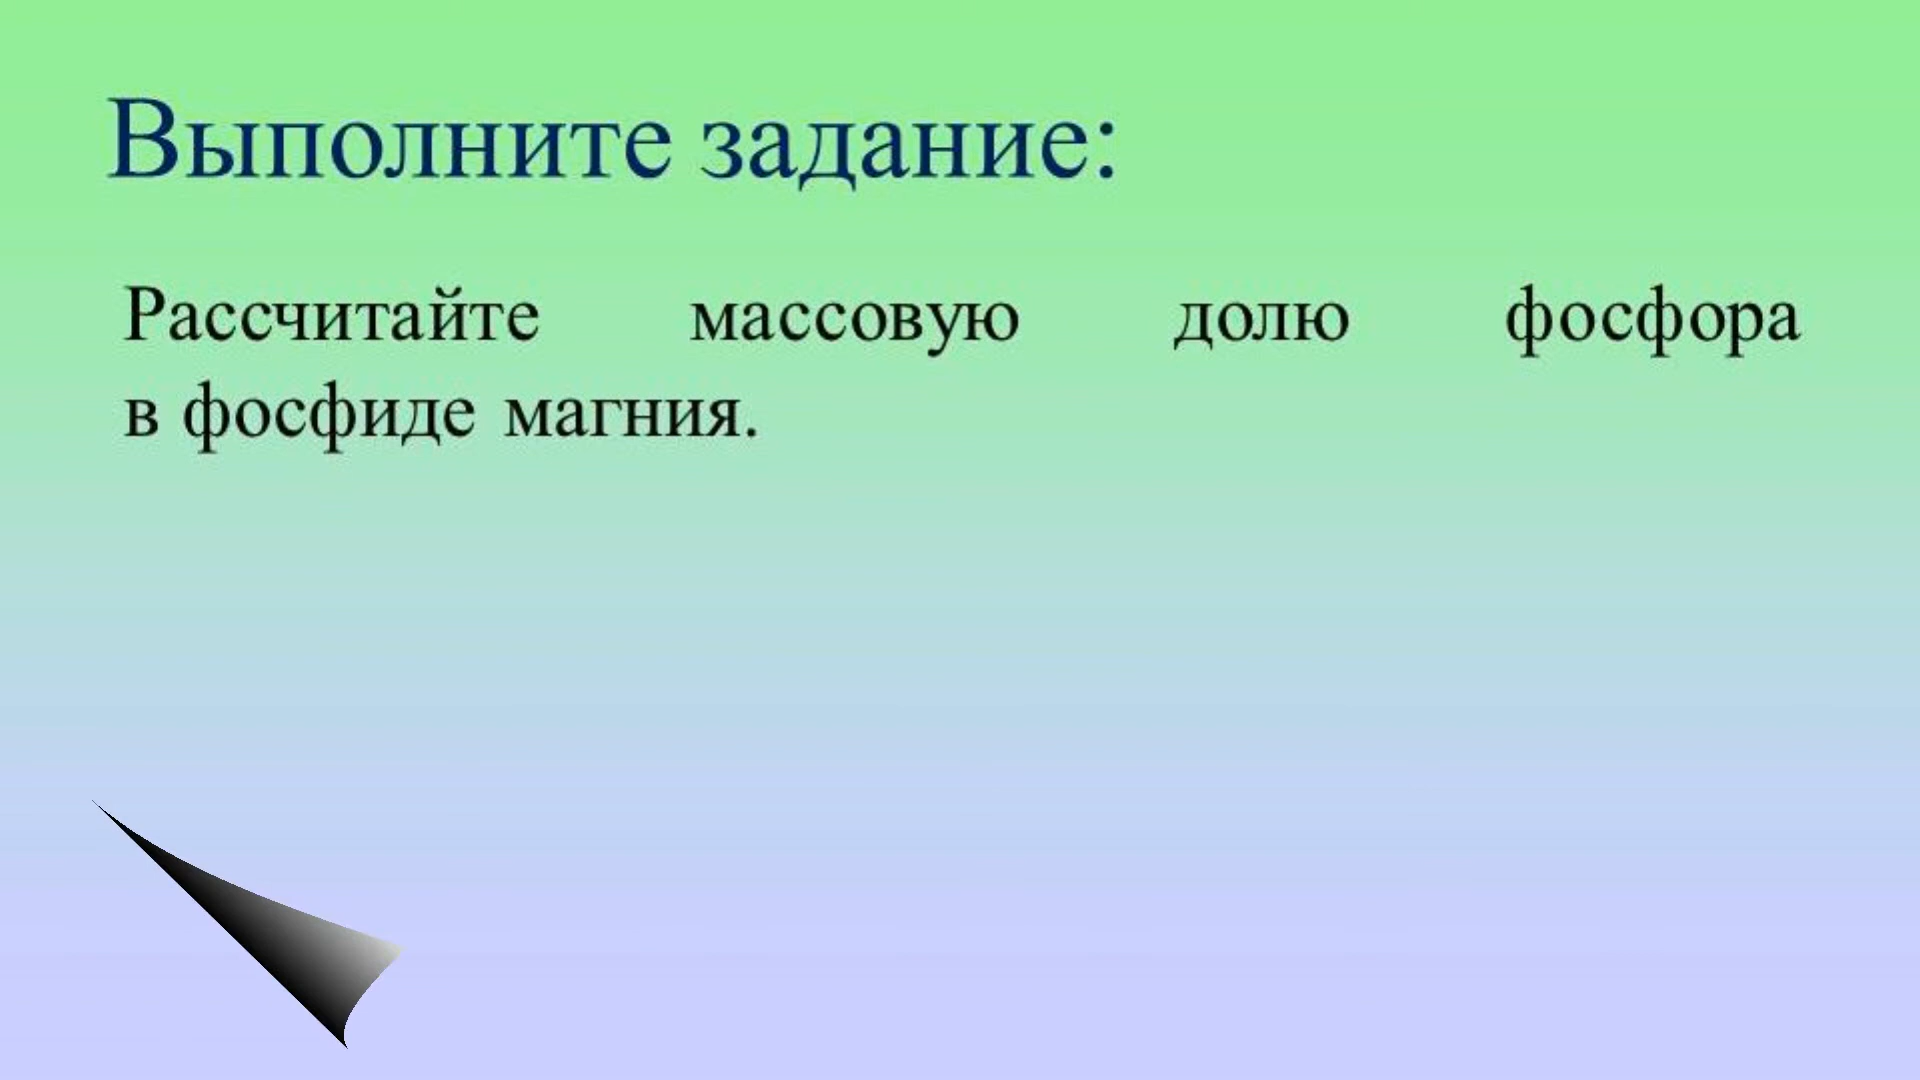 Выполните задание:
Рассчитайте массовую долю фосфора
в фосфиде магния.